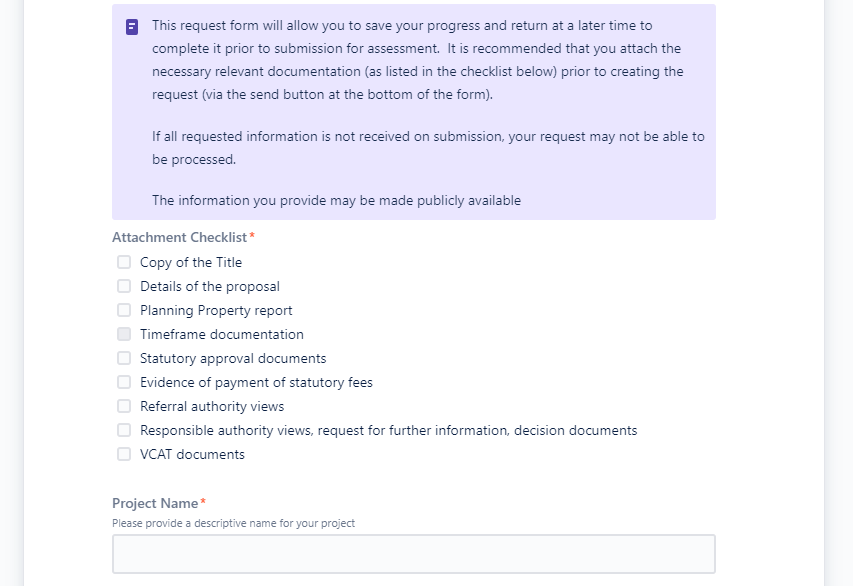 This request form will allow you to save your progress and return at a later time to
complete it prior to submission for assessment.  It is recommended that you attach the
necessary relevant documentation (as listed in the checklist below) prior to creating the
request (via the send button at the bottom of the form).
If all requested information is not received on submission, your request may not be able to
be processed.
The information you provide may be made publicly available
Attachment Checklist*
Copy of the Title
Details of the proposal
Planning Property report
Timeframe documentation
Statutory approval documents
Evidence of payment of statutory fees
Referral authority views
Responsible authority views, request for further information, decision documents
VCAT documents
Project Name*
Please provide a descriptive name for your project